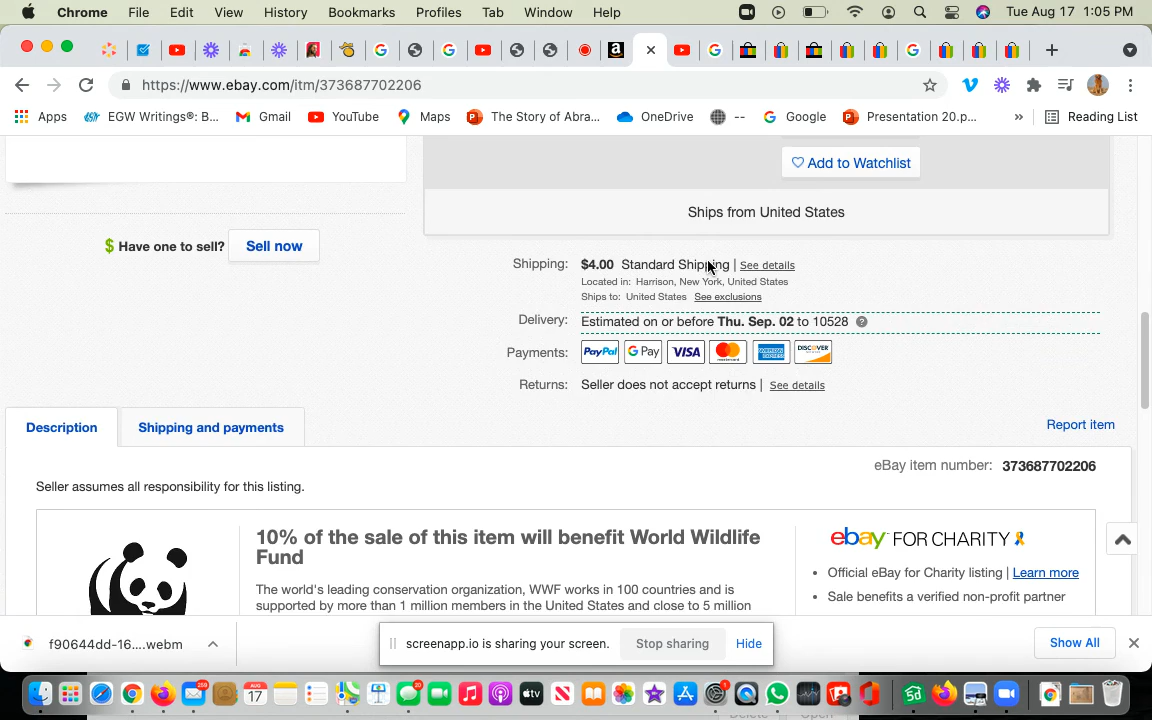 Chrome File Edit View History Bookmarks Profiles Tab Window Help Tue Aug 17 1:05 PM
https://www.ebay.com/itm/373687702206
Apps EGW Writings®: B... Gmail YouTube Maps The Story of Abra... OneDrive -- Google Presentation 20.p... » Reading List
Add to Watchlist
Ships from United States
$ Have one to sell? Sell now
Shipping: $4.00 Standard Shipping | See details
Located in: Harrison, New York, United States
Ships to: United States See exclusions
Delivery: Estimated on or before Thu. Sep. 02 to 10528 ?
Payments: PayPal G Pay VISA mastercard AMERICAN EXPRESS DISCOVER
Returns: Seller does not accept returns | See details
Description Shipping and payments Report item
eBay item number: 373687702206
Seller assumes all responsibility for this listing.
10% of the sale of this item will benefit World Wildlife
Fund
ebay FOR CHARITY
The world's leading conservation organization, WWF works in 100 countries and is
supported by more than 1 million members in the United States and close to 5 million
• Official eBay for Charity listing | Learn more
• Sale benefits a verified non-profit partner
f90644dd-16....webm
screenapp.io is sharing your screen. Stop sharing Hide
Show All
AUG
17